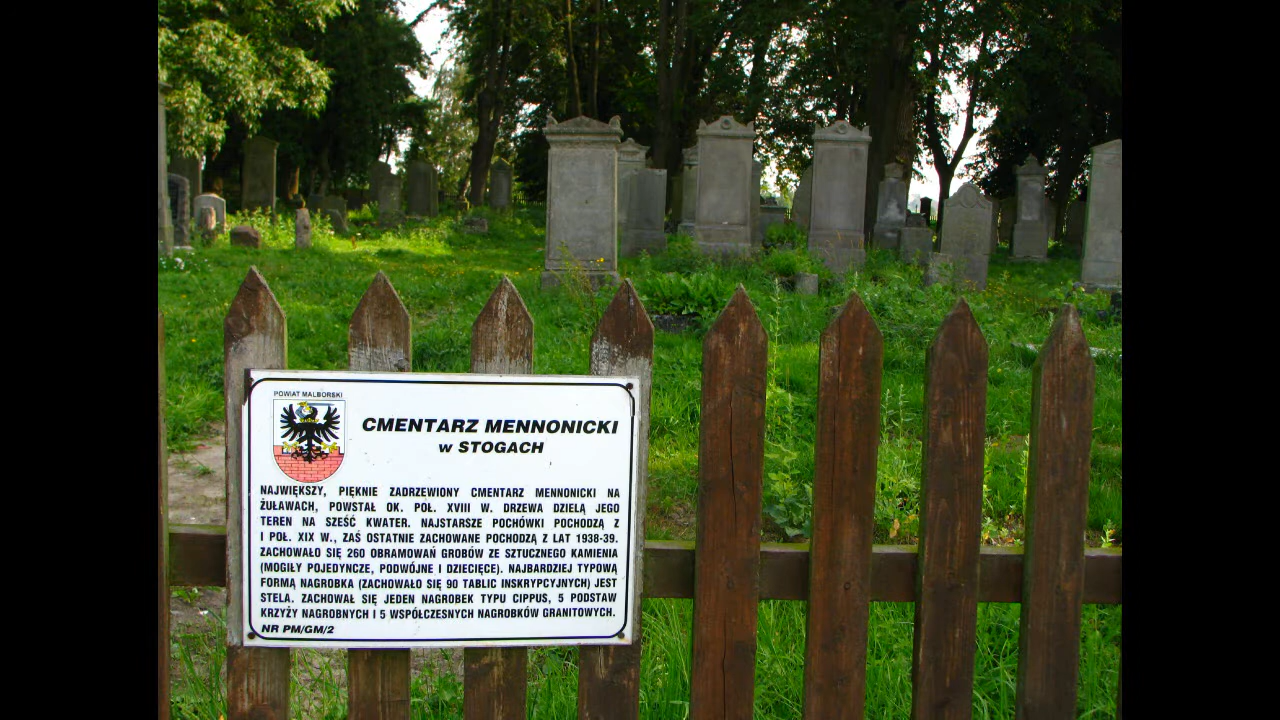 POWIAT MALBORSKI
CMENTARZ MENNONICKI
w STOGACH
NAJWIĘKSZY, PIĘKNIE ZADRZEWIONY CMENTARZ MENNONICKI NA
ŻUŁAWACH, POWSTAŁ OK. POŁ. XVIII W. DRZEWA DZIELĄ JEGO
TEREN NA SZEŚĆ KWATER. NAJSTARSZE POCHÓWKI POCHODZĄ Z
I POŁ. XIX W., ZAŚ OSTATNIE ZACHOWANE POCHODZĄ Z LAT 1938-39.
ZACHOWAŁO SIĘ 260 OBRAMOWAŃ GROBÓW ZE SZTUCZNEGO KAMIENIA
(MOGIŁY POJEDYNCZE, PODWÓJNE I DZIECIĘCE). NAJBARDZIEJ TYPOWĄ
FORMĄ NAGROBKA (ZACHOWAŁO SIĘ 90 TABLIC INSKRYPCYJNYCH) JEST
STELA. ZACHOWAŁ SIĘ JEDEN NAGROBEK TYPU CIPPUS, 5 PODSTAW
KRZYŻY NAGROBNYCH I 5 WSPÓŁCZESNYCH NAGROBKÓW GRANITOWYCH.
NR PM/GM/2